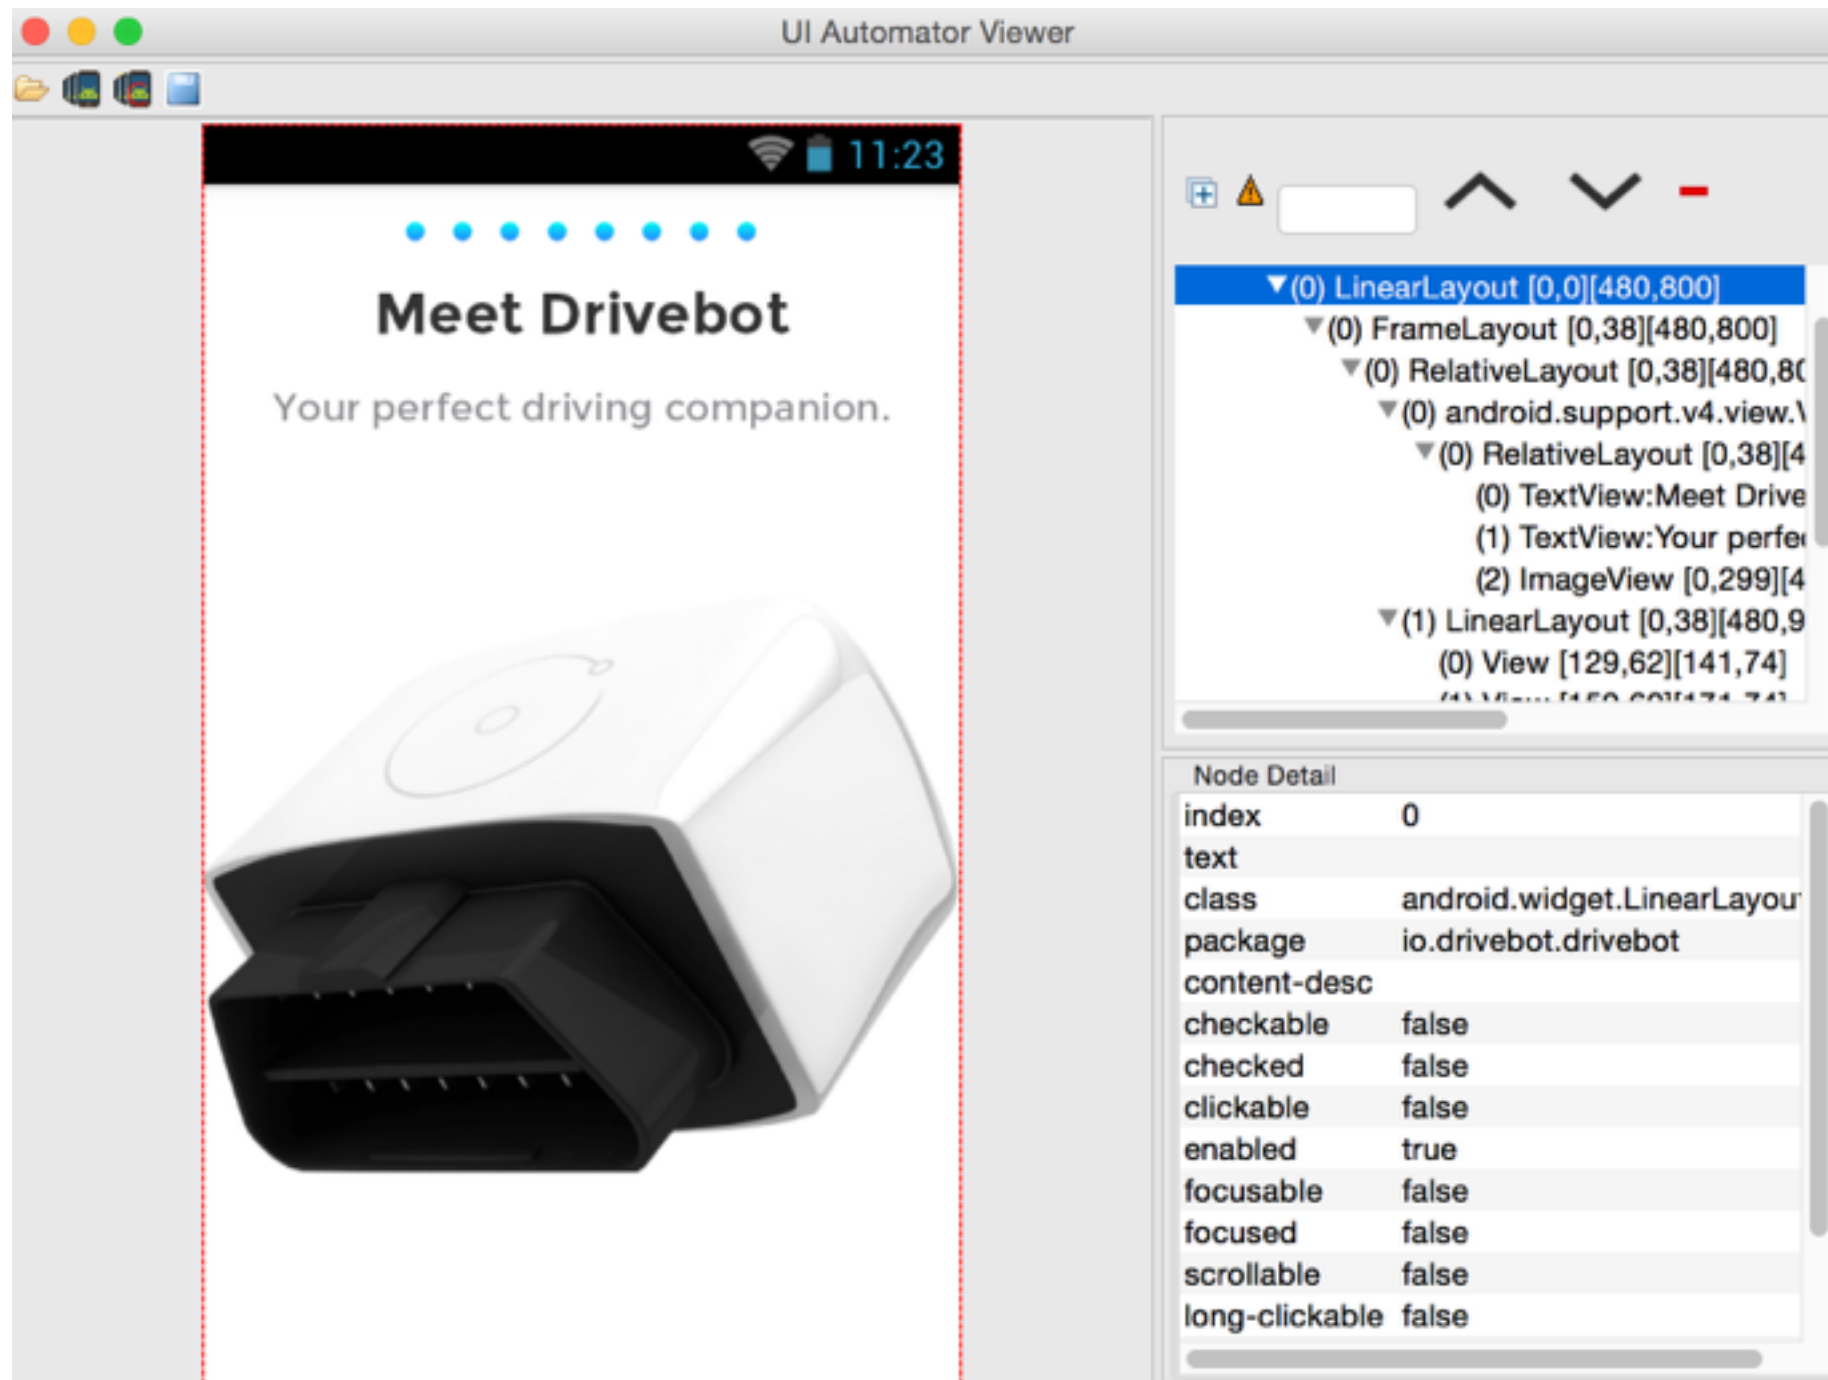 UI Automator Viewer
11:23
Meet Drivebot
Your perfect driving companion.
(0) LinearLayout [0,0][480,800]
(0) FrameLayout [0,38][480,800]
(0) RelativeLayout [0,38][480,80
(0) android.support.v4.view.V
(0) RelativeLayout [0,38][4
(0) TextView:Meet Drive
(1) TextView:Your perfe
(2) ImageView [0,299][4
(1) LinearLayout [0,38][480,9
(0) View [129,62][141,74]
Node Detail
index 0
text
class android.widget.LinearLayou
package io.drivebot.drivebot
content-desc
checkable false
checked false
clickable false
enabled true
focusable false
focused false
scrollable false
long-clickable false